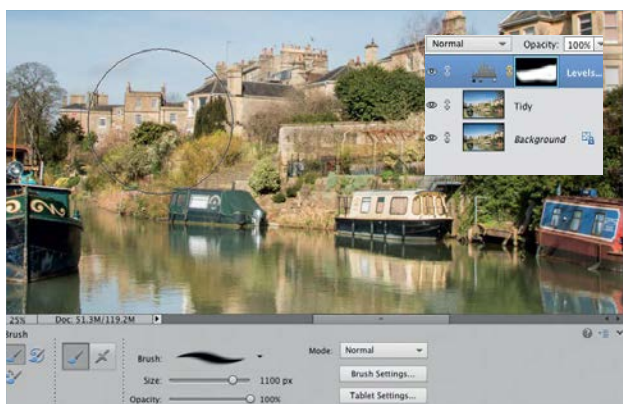 Normal Opacity: 100%
Levels...
Tidy
Background
25% Doc: 51.3M/119.2M
Brush
Brush: Mode: Normal
Size: 1100 px Brush Settings...
Opacity: 100% Tablet Settings...